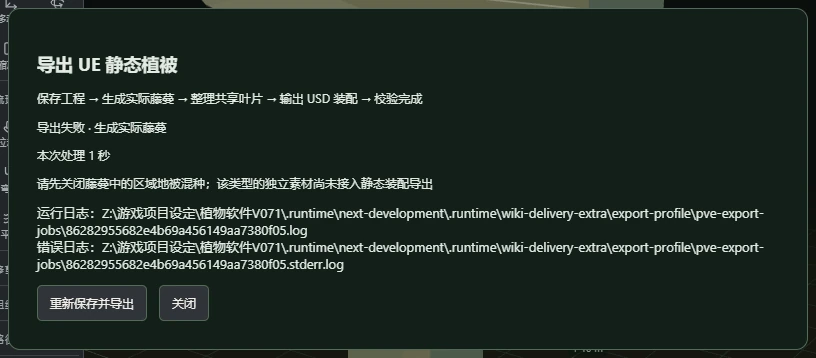 导出 UE 静态植被
保存工程 → 生成实际藤蔓 → 整理共享叶片 → 输出 USD 装配 → 校验完成
导出失败 · 生成实际藤蔓
本次处理 1 秒
请先关闭藤蔓中的区域地被混种；该类型的独立素材尚未接入静态装配导出
运行日志：Z:\游戏项目设定\植物软件V071\.runtime\next-development\.runtime\wiki-delivery-extra\export-profile\pve-export-
jobs\86282955682e4b69a456149aa7380f05.log
错误日志：Z:\游戏项目设定\植物软件V071\.runtime\next-development\.runtime\wiki-delivery-extra\export-profile\pve-export-
jobs\86282955682e4b69a456149aa7380f05.stderr.log
重新保存并导出 关闭